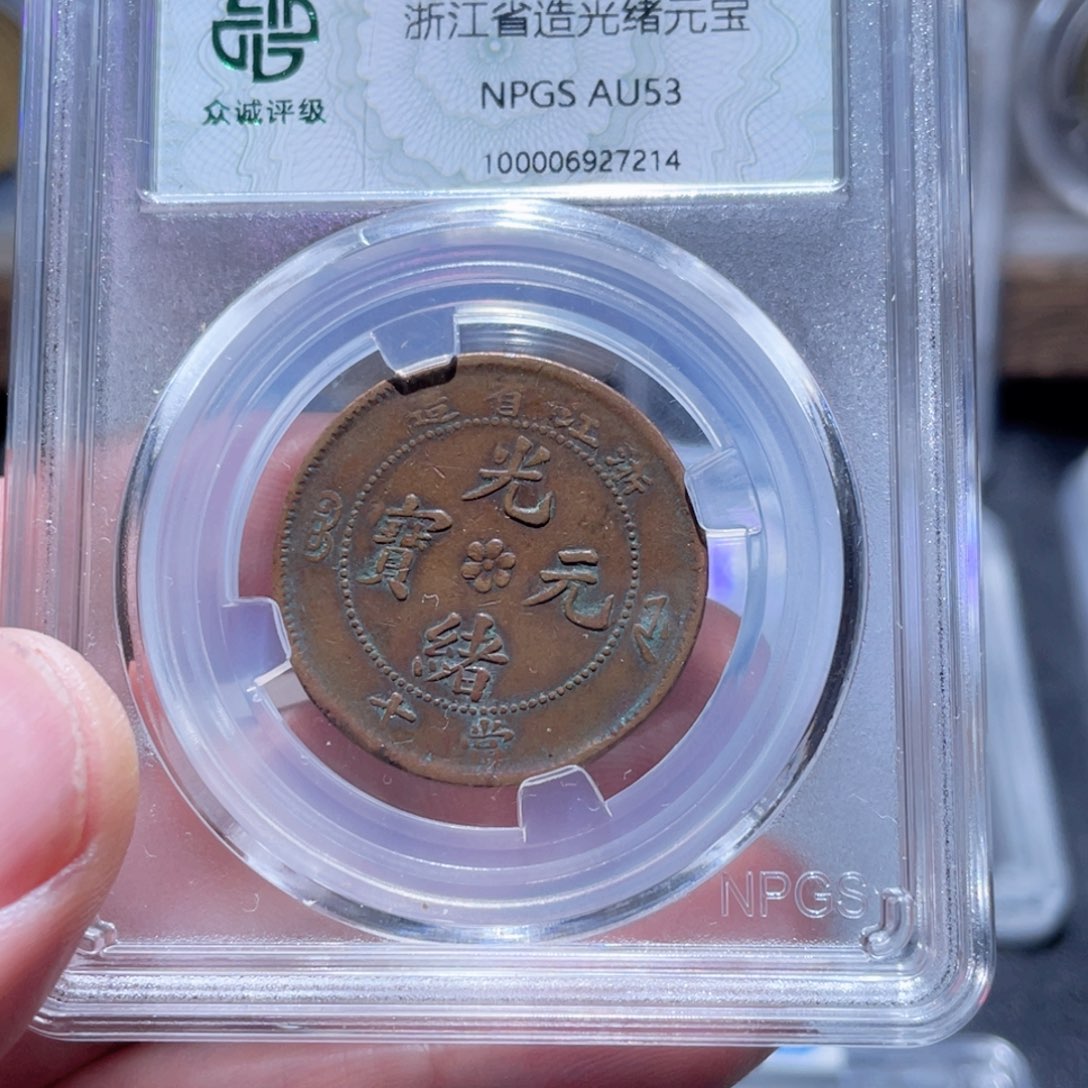 浙江省造光绪元宝
众诚评级
NPGS AU53
100006927214
浙江省造
光緒元寶
當十
NPGS